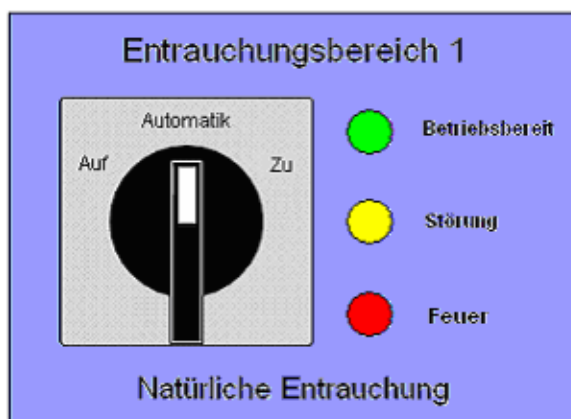 Entrauchungsbereich 1
Automatik
Auf
Zu
Betriebsbereit
Störung
Feuer
Natürliche Entrauchung